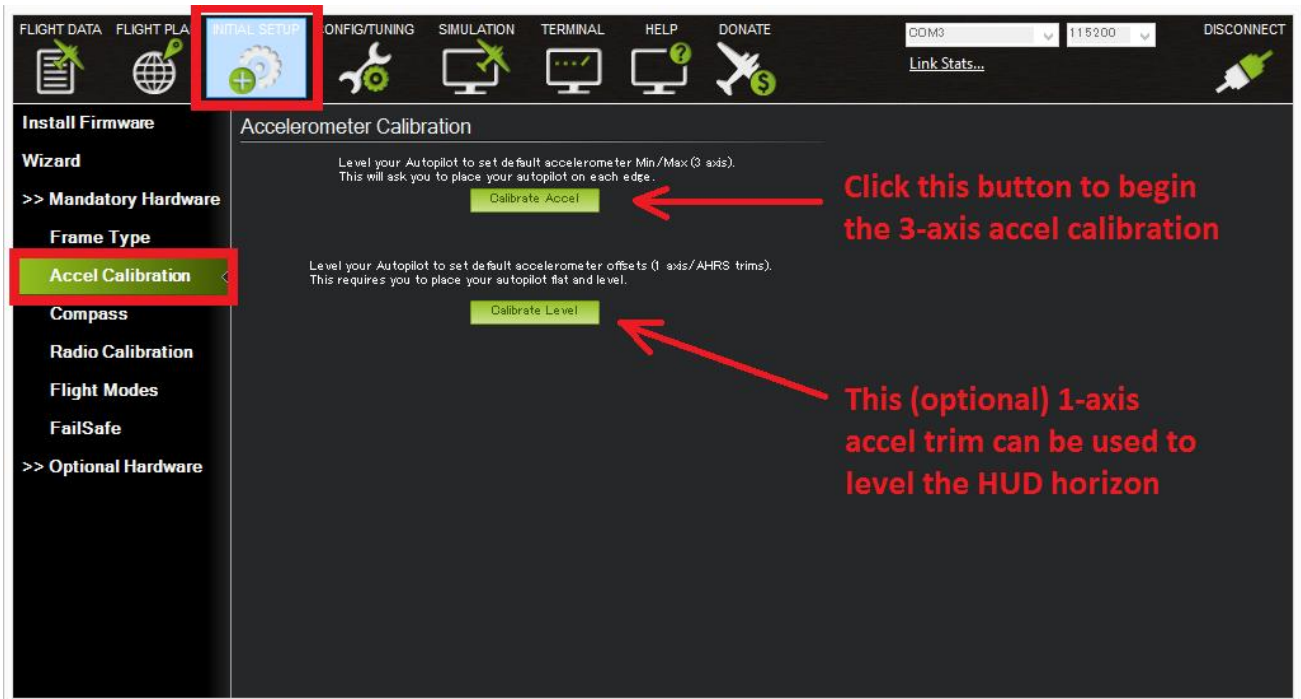 FLIGHT DATA FLIGHT PLA INITIAL SETUP CONFIG/TUNING SIMULATION TERMINAL HELP DONATE COM3 115200 DISCONNECT
Link Stats...
Install Firmware
Wizard
>> Mandatory Hardware
Frame Type
Accel Calibration
Compass
Radio Calibration
Flight Modes
FailSafe
>> Optional Hardware
Accelerometer Calibration
Level your Autopilot to set default accelerometer Min/Max (3 axis).
This will ask you to place your autopilot on each edge.
Calibrate Accel
Click this button to begin
the 3-axis accel calibration
Level your Autopilot to set default accelerometer offsets (1 axis/AHRS trims).
This requires you to place your autopilot flat and level.
Calibrate Level
This (optional) 1-axis
accel trim can be used to
level the HUD horizon